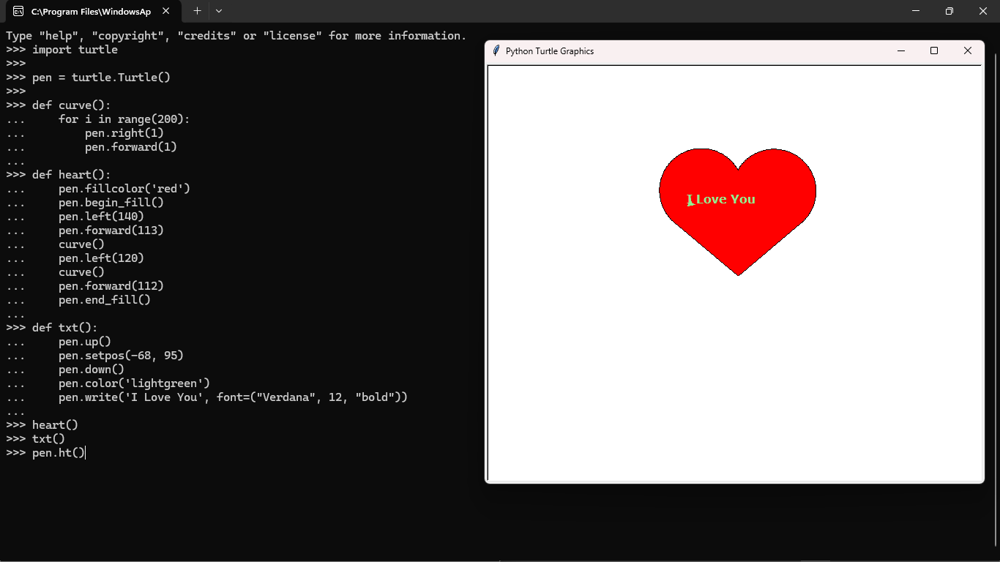 C:\Program Files\WindowsAp
Type "help", "copyright", "credits" or "license" for more information.
>>> import turtle
>>>
>>> pen = turtle.Turtle()
>>>
>>> def curve():
...     for i in range(200):
...         pen.right(1)
...         pen.forward(1)
...
>>> def heart():
...     pen.fillcolor('red')
...     pen.begin_fill()
...     pen.left(140)
...     pen.forward(113)
...     curve()
...     pen.left(120)
...     curve()
...     pen.forward(112)
...     pen.end_fill()
...
>>> def txt():
...     pen.up()
...     pen.setpos(-68, 95)
...     pen.down()
...     pen.color('lightgreen')
...     pen.write('I Love You', font=("Verdana", 12, "bold"))
...
>>> heart()
>>> txt()
>>> pen.ht()
Python Turtle Graphics
I Love You